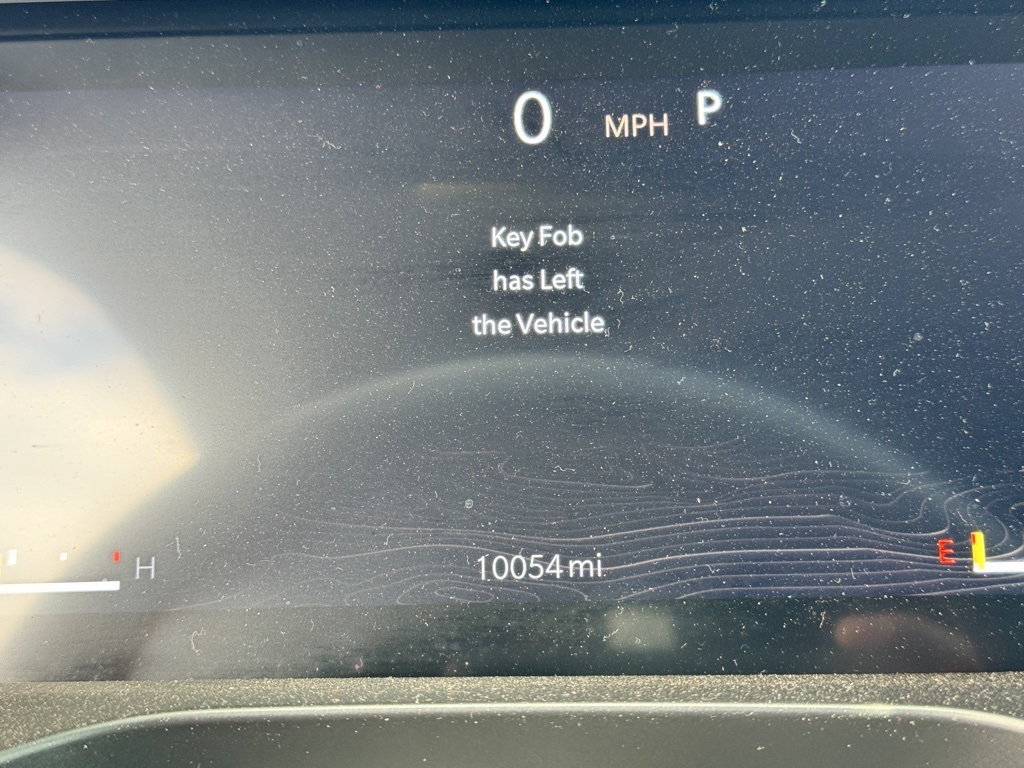 0 MPH P
Key Fob
has Left
the Vehicle
H
10054 mi
E